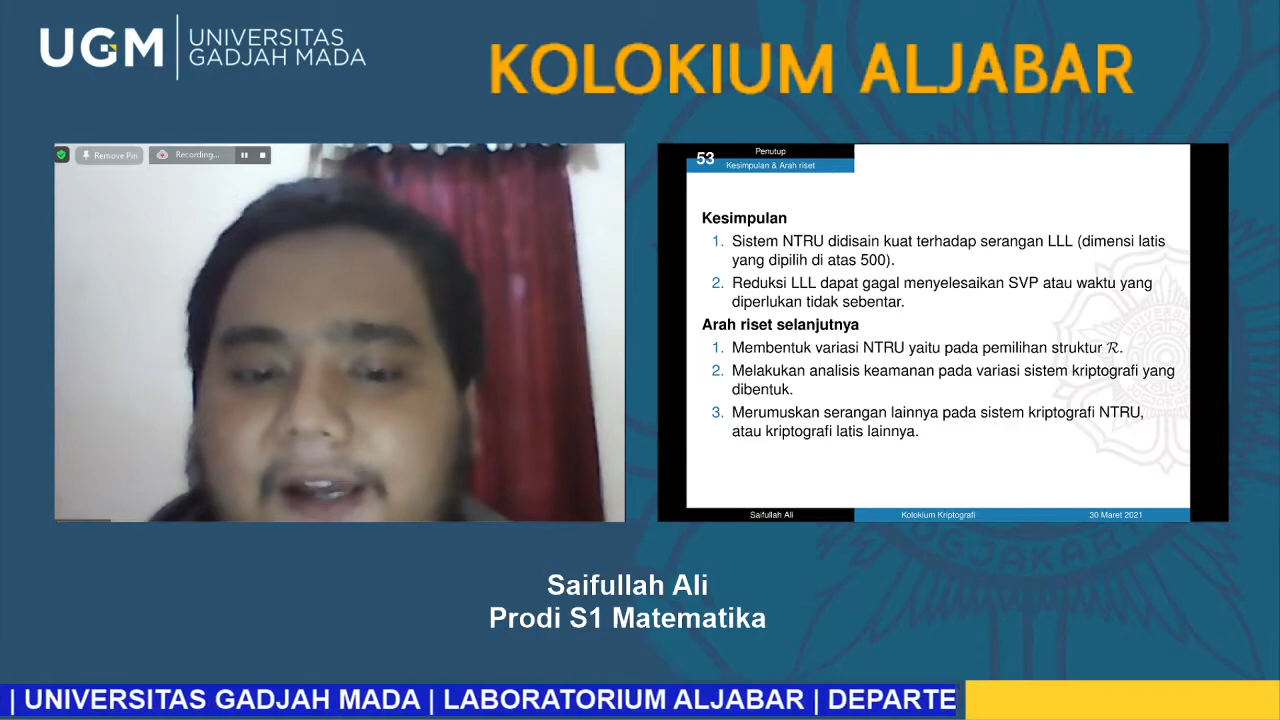 UGM
UNIVERSITAS
GADJAH MADA
KOLOKIUM ALJABAR
Remove Pin
Recording...
53
Penutup
Kesimpulan & Arah riset
Kesimpulan
1. Sistem NTRU didisain kuat terhadap serangan LLL (dimensi latis
yang dipilih di atas 500).
2. Reduksi LLL dapat gagal menyelesaikan SVP atau waktu yang
diperlukan tidak sebentar.
Arah riset selanjutnya
1. Membentuk variasi NTRU yaitu pada pemilihan struktur ℛ.
2. Melakukan analisis keamanan pada variasi sistem kriptografi yang
dibentuk.
3. Merumuskan serangan lainnya pada sistem kriptografi NTRU,
atau kriptografi latis lainnya.
Saifullah Ali
Kolokium Kriptografi
30 Maret 2021
Saifullah Ali
Prodi S1 Matematika
| UNIVERSITAS GADJAH MADA | LABORATORIUM ALJABAR | DEPARTE